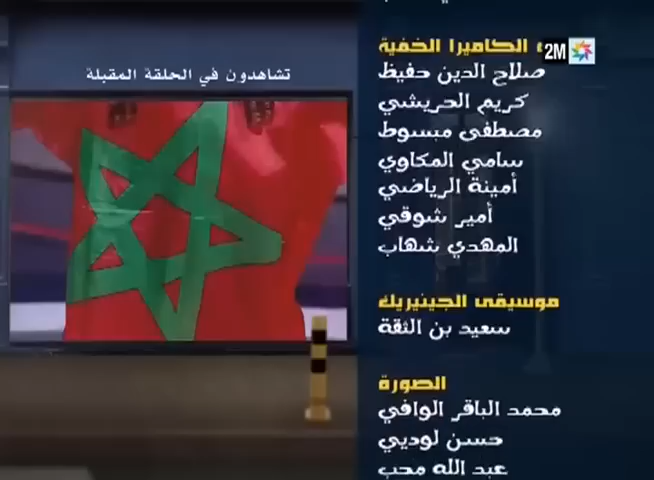 2M
ه الكاميرا الخفية
صلاح الدين حفيظ
كريم الحريشي
مصطفى مبسوط
سامي المكاوي
أمينة الرياضي
أمير شوقي
المهدي شهاب
موسيقى الجينيريك
سعيد بن الثقة
الصورة
محمد الباقر الوافي
حسن لوديي
عبد الله محب
تشاهدون في الحلقة المقبلة